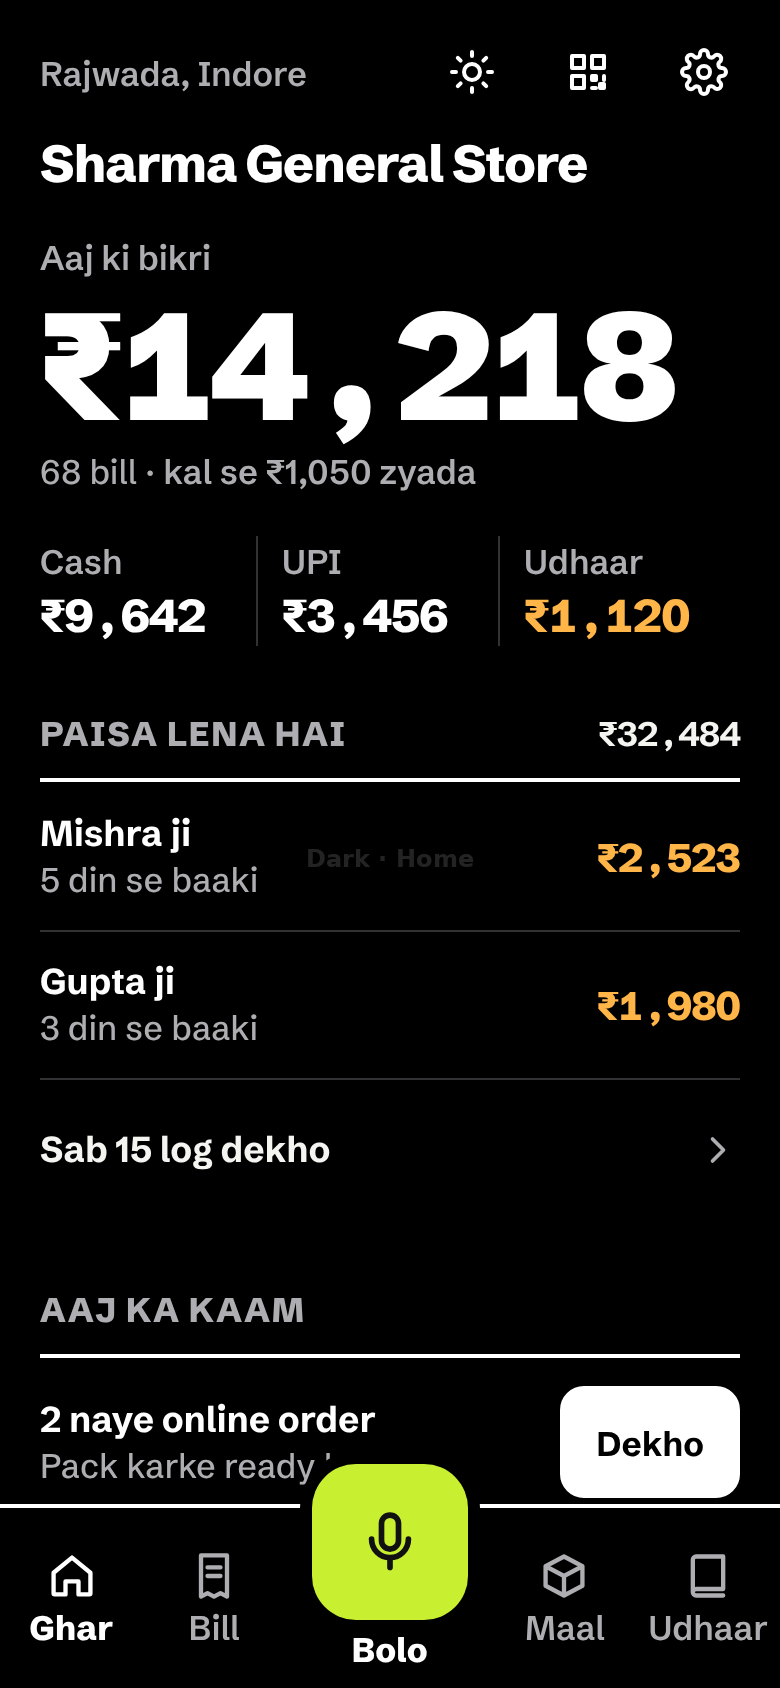 Rajwada, Indore
Sharma General Store
Aaj ki bikri
₹14,218
68 bill · kal se ₹1,050 zyada
Cash
₹9,642
UPI
₹3,456
Udhaar
₹1,120
PAISA LENA HAI
₹32,484
Mishra ji
5 din se baaki
₹2,523
Dark · Home
Gupta ji
3 din se baaki
₹1,980
Sab 15 log dekho
AAJ KA KAAM
2 naye online order
Pack karke ready
Dekho
Ghar
Bill
Bolo
Maal
Udhaar